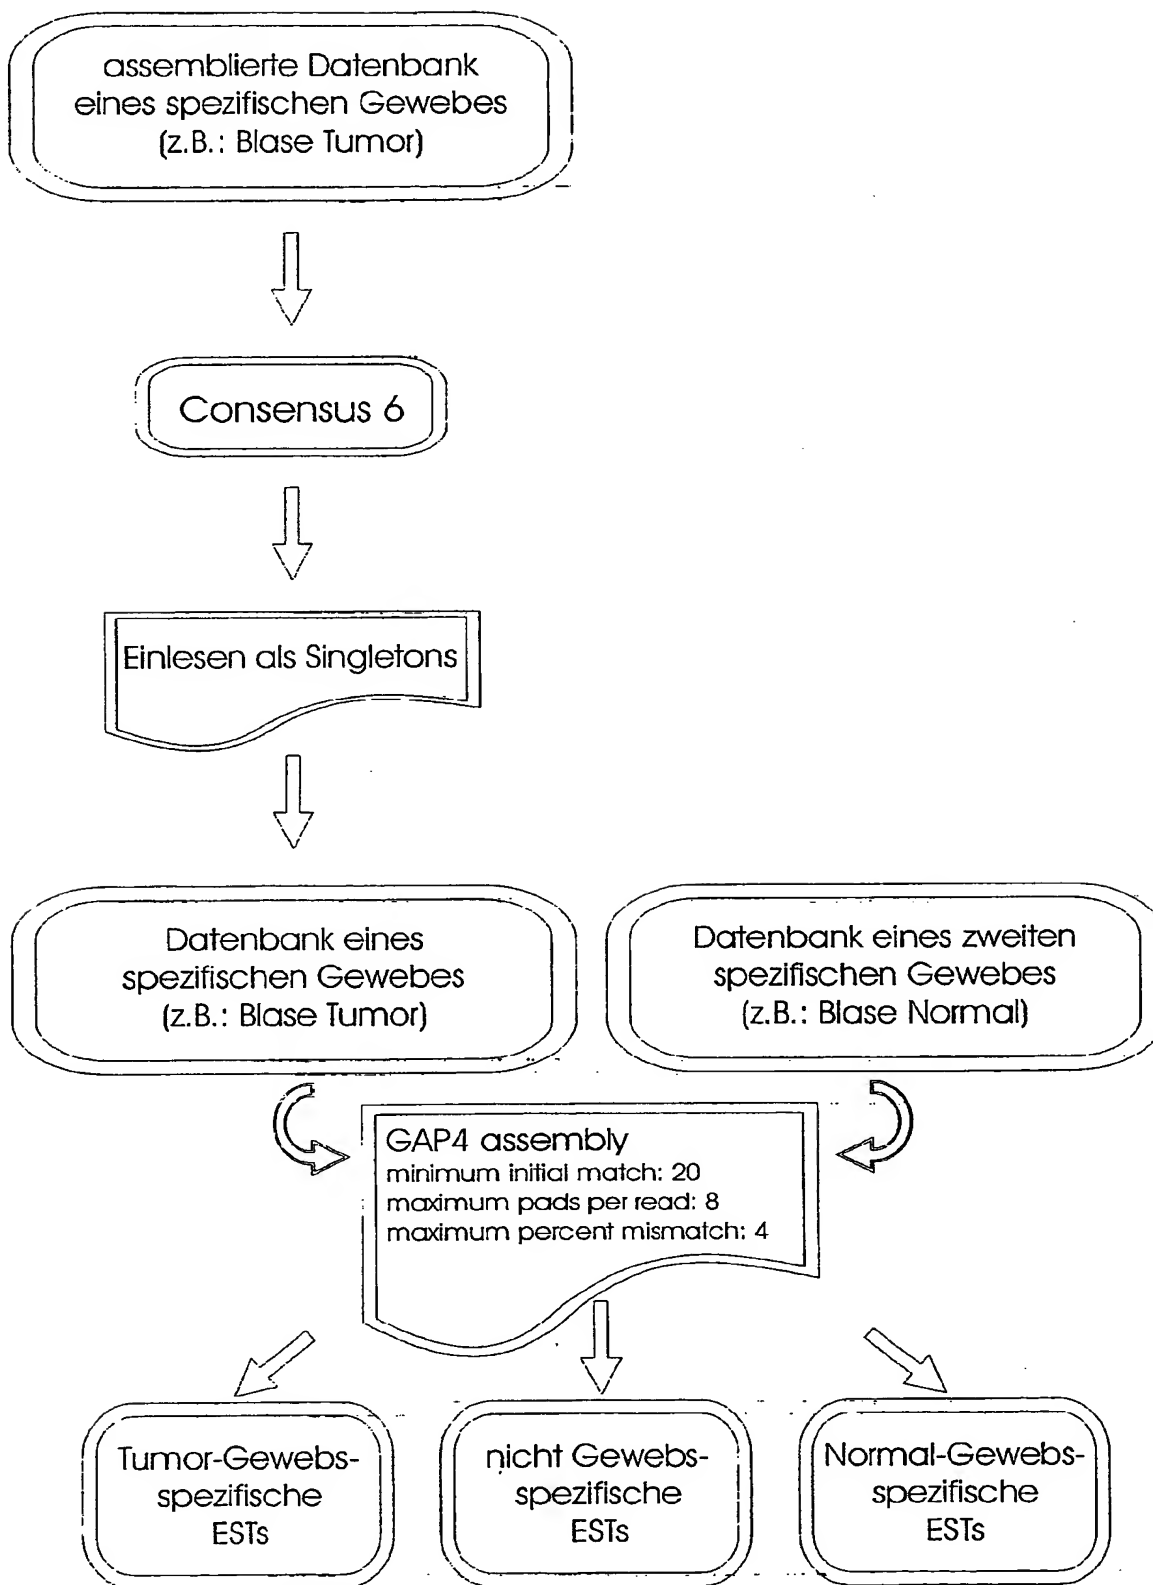 assemblierte Datenbank
eines spezifischen Gewebes
(z.B.: Blase Tumor)
Consensus 6
Einlesen als Singletons
Datenbank eines
spezifischen Gewebes
(z.B.: Blase Tumor)
Datenbank eines zweiten
spezifischen Gewebes
(z.B.: Blase Normal)
GAP4 assembly
minimum initial match: 20
maximum pads per read: 8
maximum percent mismatch: 4
Tumor-Gewebs-
spezifische
ESTs
nicht Gewebs-
spezifische
ESTs
Normal-Gewebs-
spezifische
ESTs